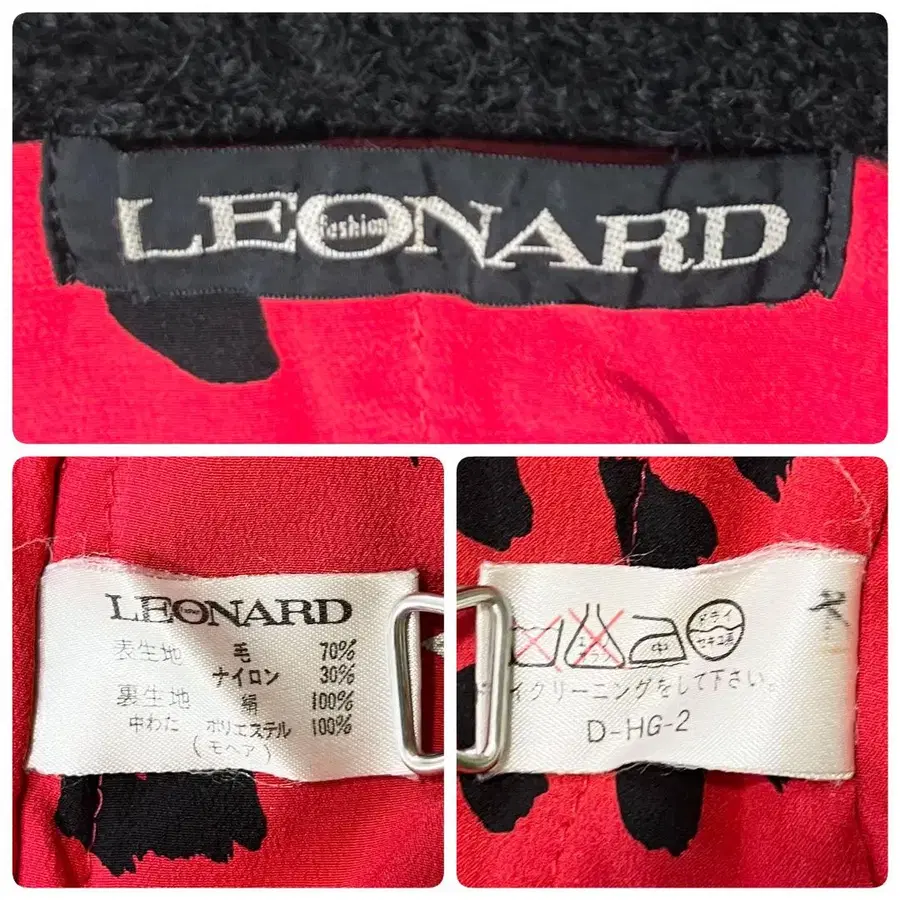 LEONARD
fashion
LEONARD
表生地 毛 70%
ナイロン 30%
裏生地 絹 100%
中わた ポリエステル 100%
(モヘア)
中 ドライ セキユ系
イクリーニングをして下さい。
D-HG-2